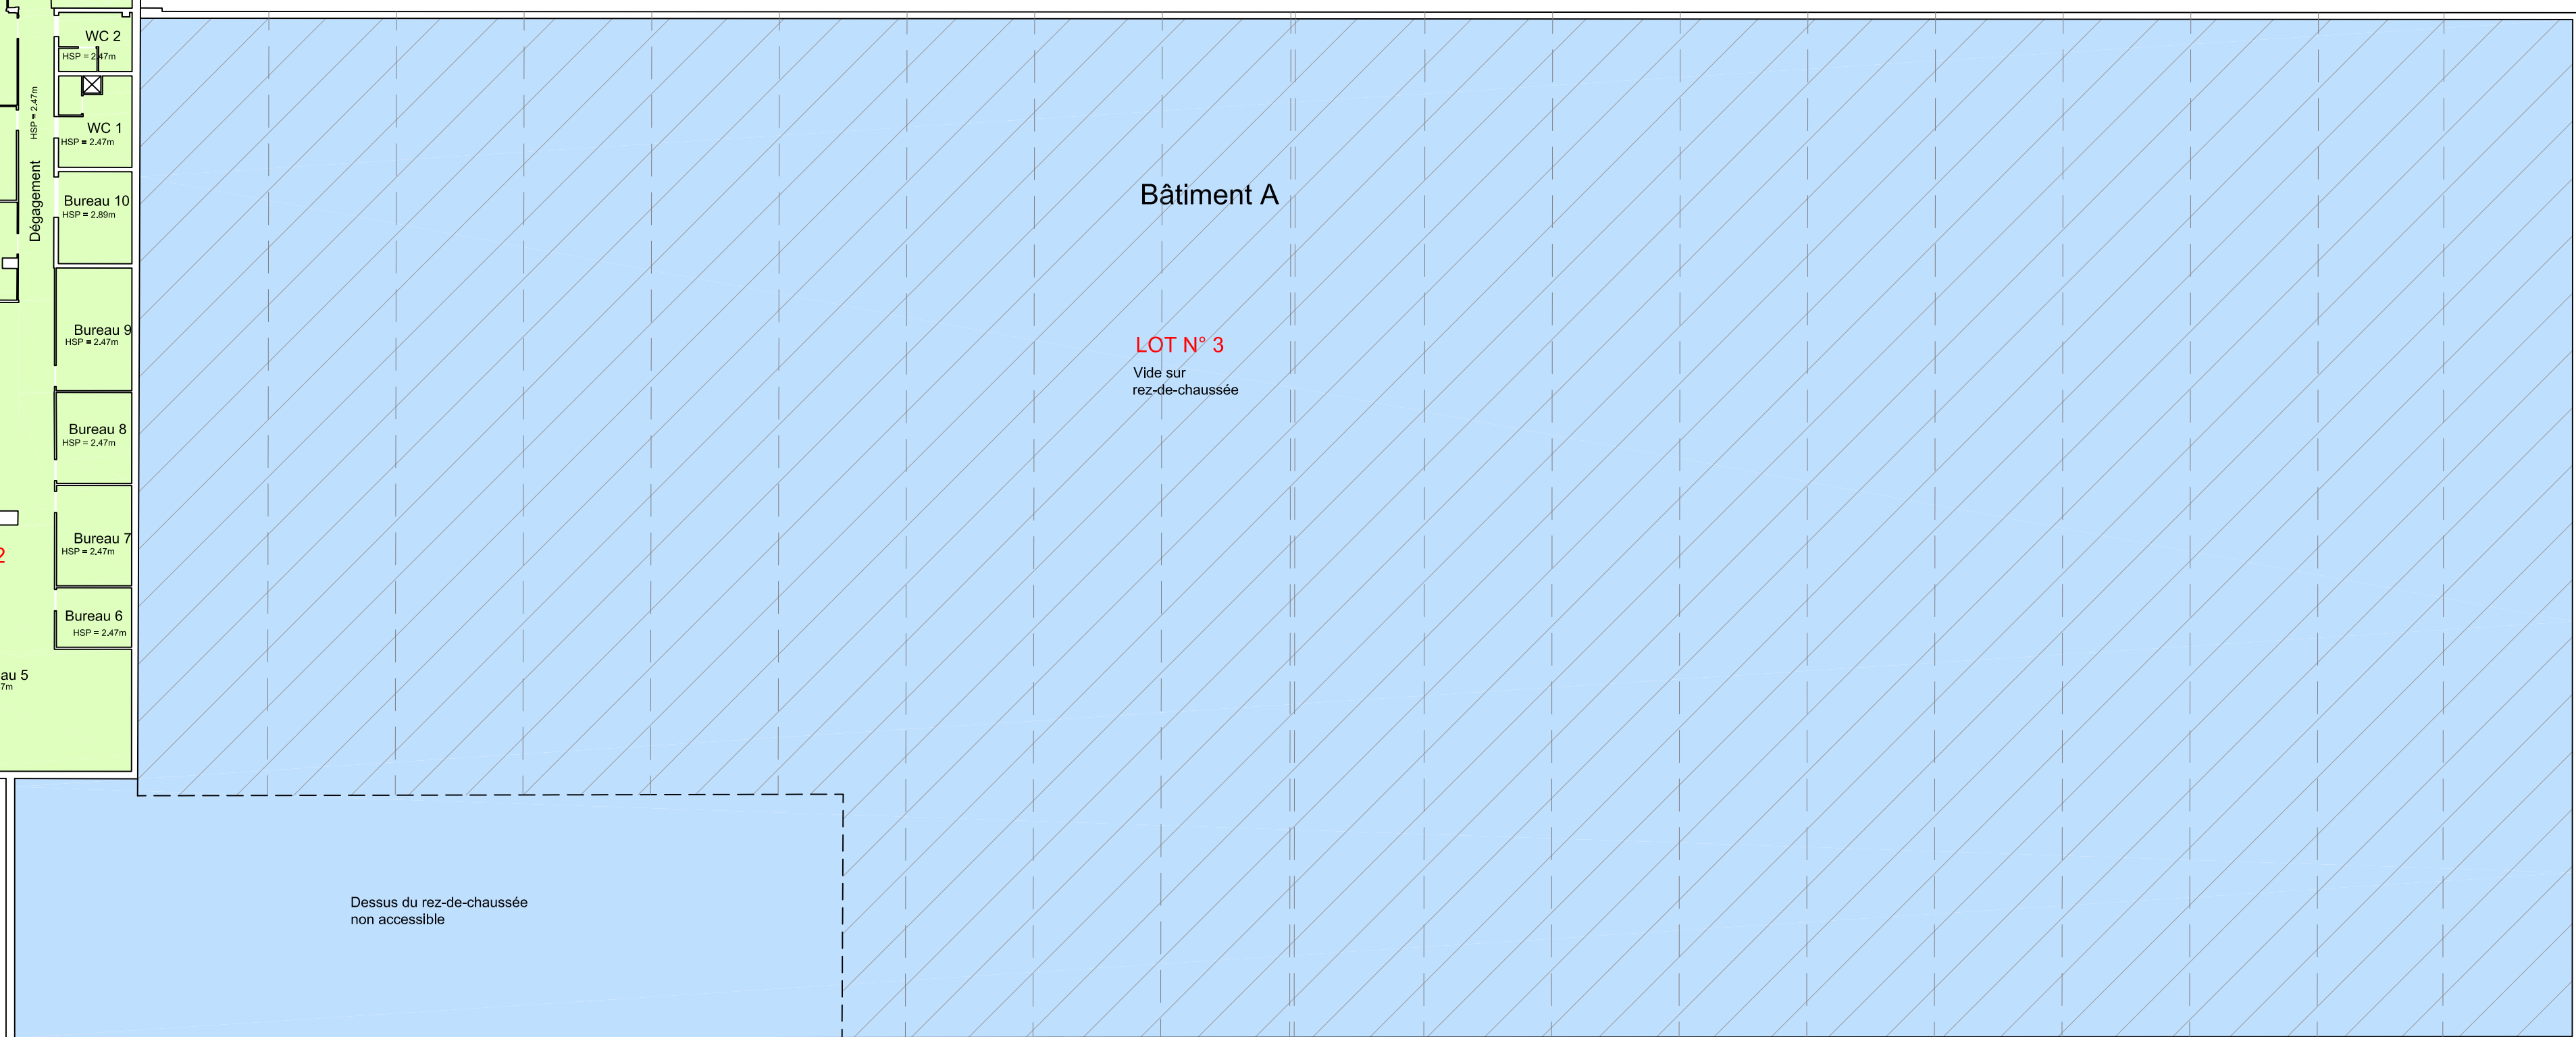 WC 2
HSP = 2.47m
HSP = 2.47m
Dégagement
WC 1
HSP = 2.47m
Bureau 10
HSP = 2.89m
Bureau 9
HSP = 2.47m
Bureau 8
HSP = 2.47m
Bureau 7
HSP = 2.47m
2
Bureau 6
HSP = 2.47m
au 5
7m
Bâtiment A
LOT N° 3
Vide sur
rez-de-chaussée
Dessus du rez-de-chaussée
non accessible